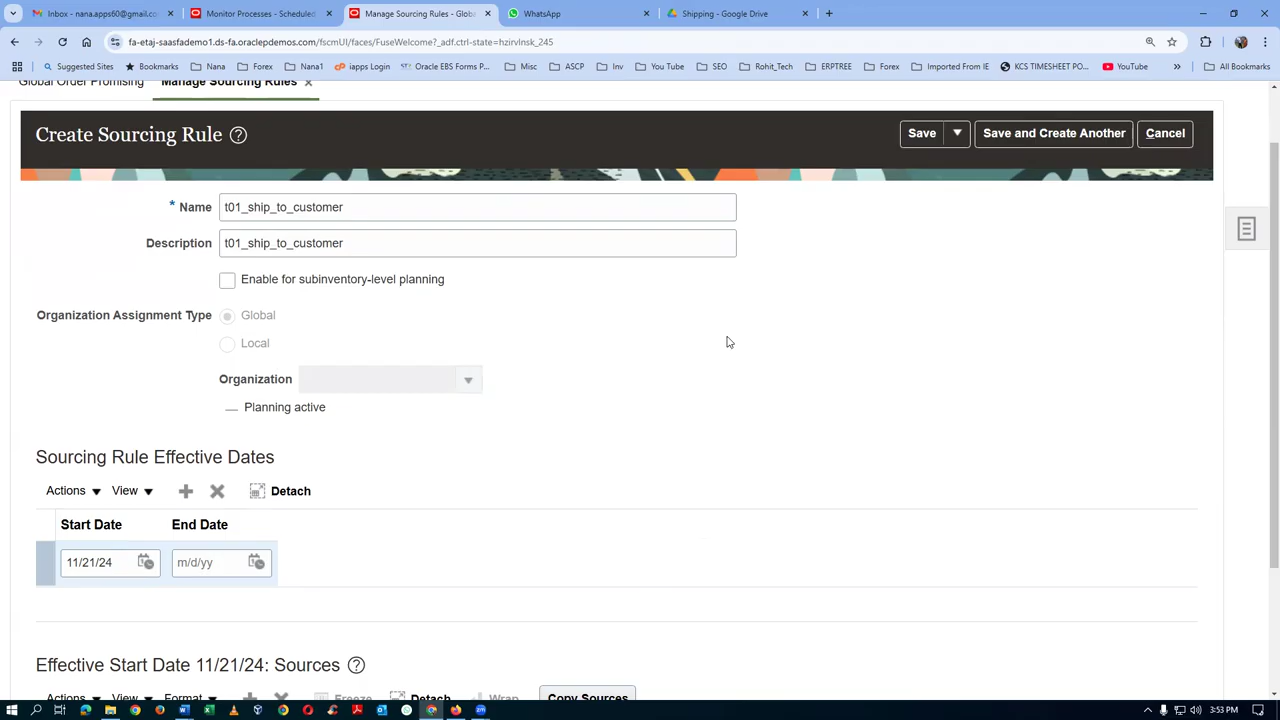 Inbox - nana.apps60@gmail.co
Monitor Processes - Scheduled
Manage Sourcing Rules - Globa
WhatsApp
Shipping - Google Drive
fa-etaj-saasfademo1.ds-fa.oraclepdemos.com/fscmUI/faces/FuseWelcome?_adf.ctrl-state=hzirvlnsk_245
Suggested Sites
Bookmarks
Nana
Forex
Nana1
iapps Login
Oracle EBS Forms P...
Misc
ASCP
Inv
You Tube
SEO
Rohit_Tech
ERPTREE
Forex
Imported From IE
KCS TIMESHEET PO...
YouTube
All Bookmarks
Global Order Promising
Manage Sourcing Rules
Create Sourcing Rule
Save
Save and Create Another
Cancel
* Name
t01_ship_to_customer
Description
t01_ship_to_customer
Enable for subinventory-level planning
Organization Assignment Type
Global
Local
Organization
Planning active
Sourcing Rule Effective Dates
Actions
View
Detach
Start Date
End Date
11/21/24
m/d/yy
Effective Start Date 11/21/24: Sources
Actions
View
Format
Freeze
Detach
Wrap
Copy Sources
3:53 PM